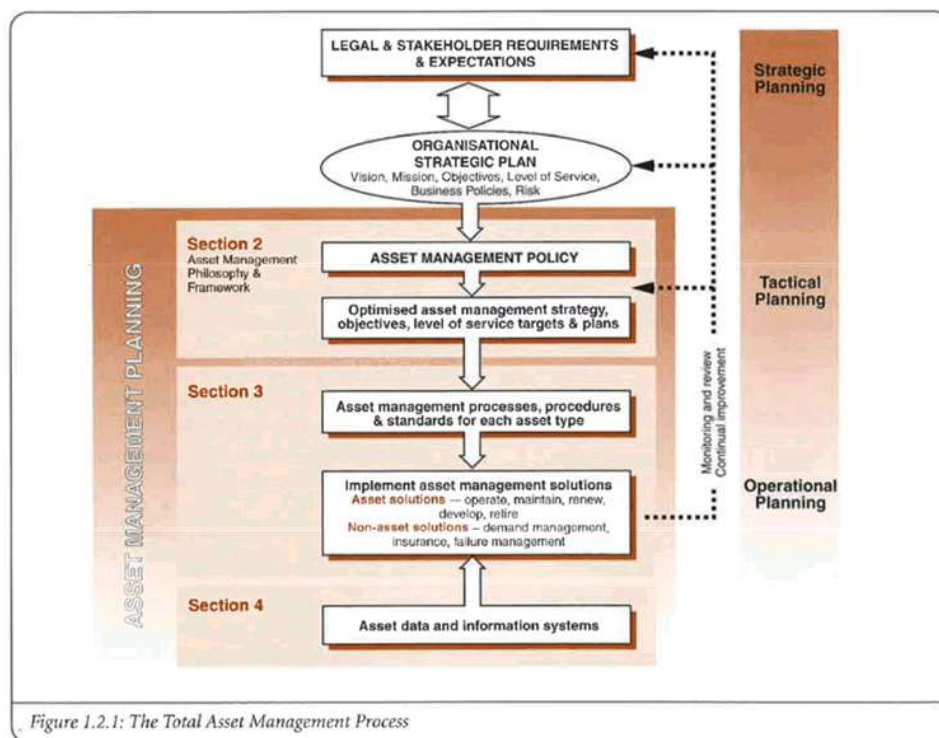 LEGAL & STAKEHOLDER REQUIREMENTS
& EXPECTATIONS
Strategic
Planning
ORGANISATIONAL
STRATEGIC PLAN
Vision, Mission, Objectives, Level of Service,
Business Policies, Risk
ASSET MANAGEMENT PLANNING
Section 2
Asset Management
Philosophy &
Framework
ASSET MANAGEMENT POLICY
Optimised asset management strategy,
objectives, level of service targets & plans
Tactical
Planning
Section 3
Asset management processes, procedures
& standards for each asset type
Monitoring and review
Continual improvement
Implement asset management solutions
Asset solutions — operate, maintain, renew,
develop, retire
Non-asset solutions – demand management,
insurance, failure management
Operational
Planning
Section 4
Asset data and information systems
Figure 1.2.1: The Total Asset Management Process